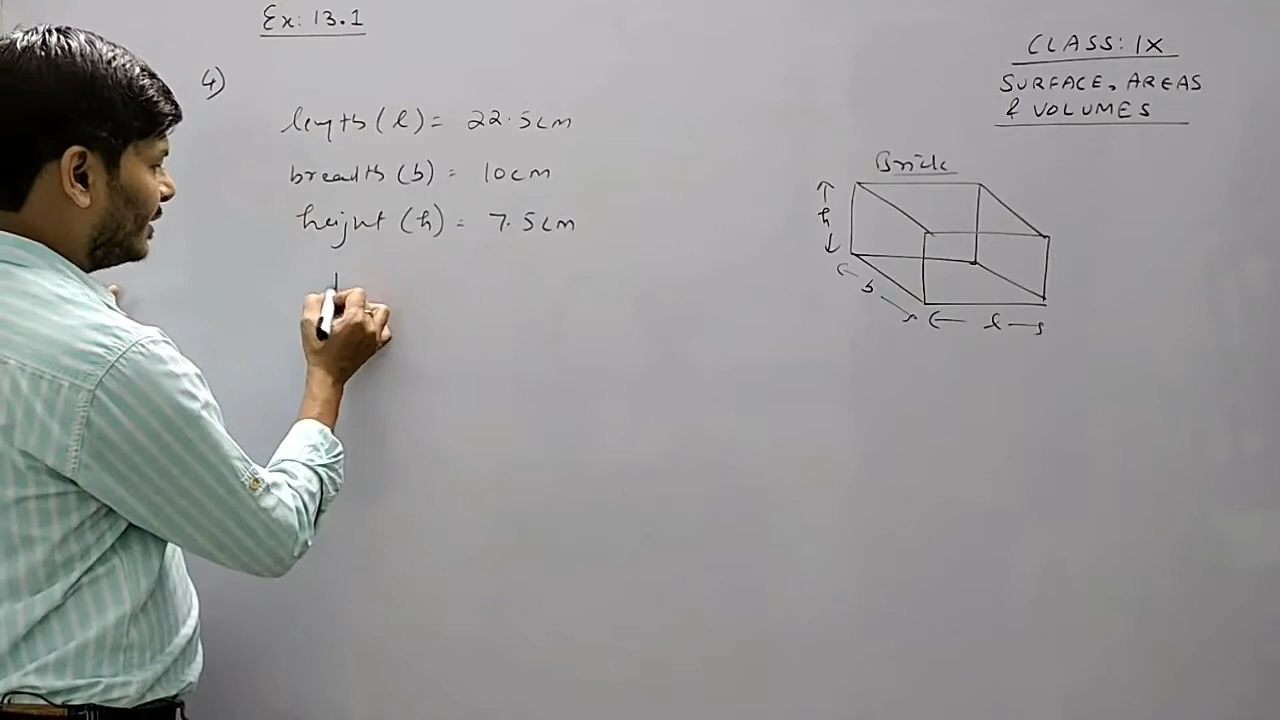 Ex: 13.1
CLASS: IX
SURFACE, AREAS
& VOLUMES
4)
length (l) = 22.5cm
breadth (b) = 10cm
height (h) = 7.5cm
Brick
h
b
l